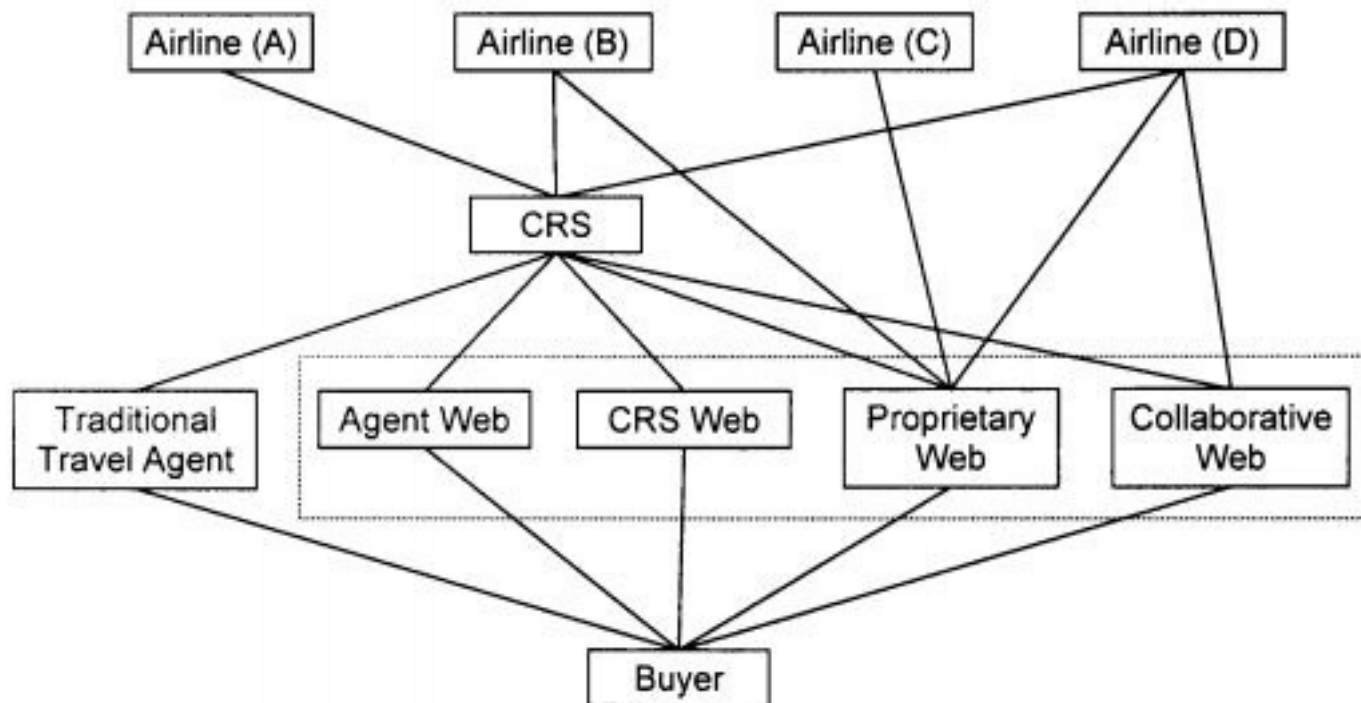 Airline (A)
Airline (B)
Airline (C)
Airline (D)
CRS
Traditional
Travel Agent
Agent Web
CRS Web
Proprietary
Web
Collaborative
Web
Buyer